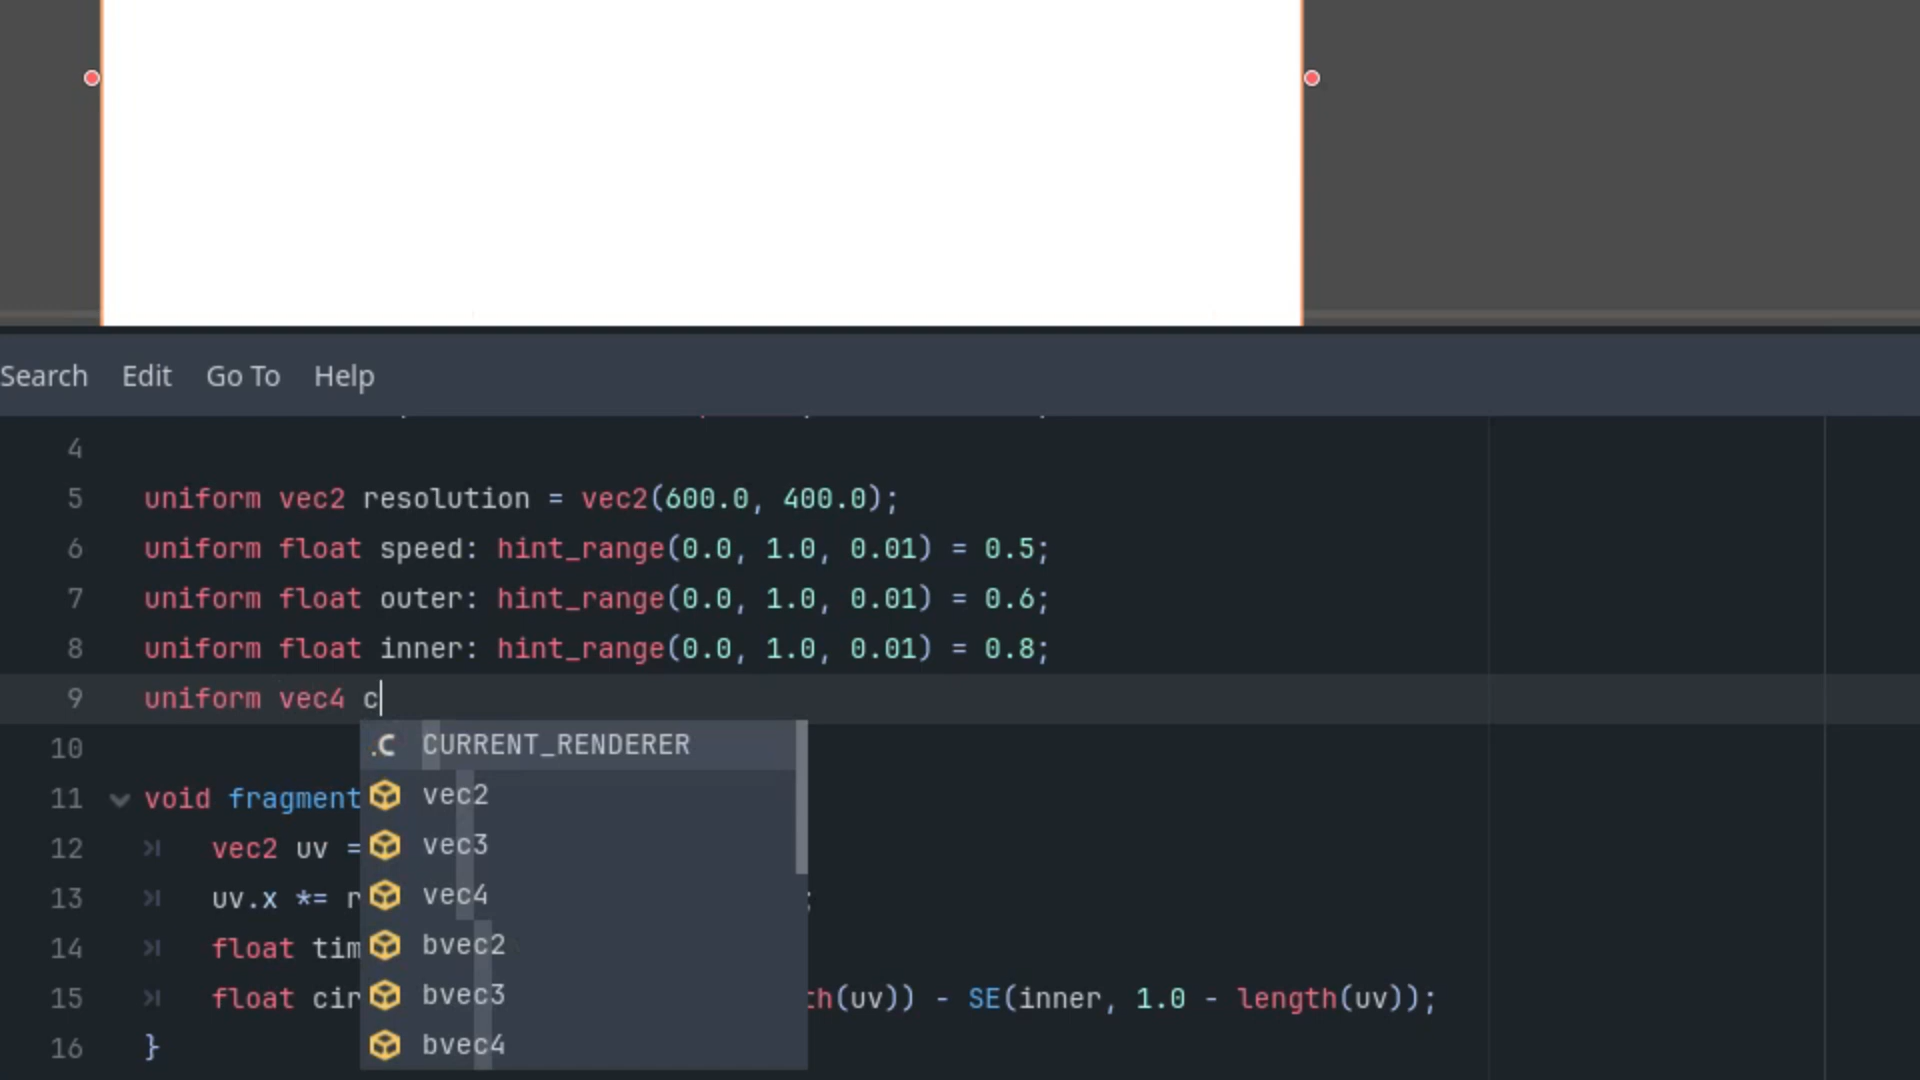 Search Edit Go To Help
4
5 uniform vec2 resolution = vec2(600.0, 400.0);
6 uniform float speed: hint_range(0.0, 1.0, 0.01) = 0.5;
7 uniform float outer: hint_range(0.0, 1.0, 0.01) = 0.6;
8 uniform float inner: hint_range(0.0, 1.0, 0.01) = 0.8;
9 uniform vec4 c
10 .C CURRENT_RENDERER
vec2
11 void fragment
12 vec2 uv =
vec3
13 uv.x *= r ;
vec4
14 float tim
bvec2
15 float cir th(uv)) - SE(inner, 1.0 - length(uv));
bvec3
16 }
bvec4